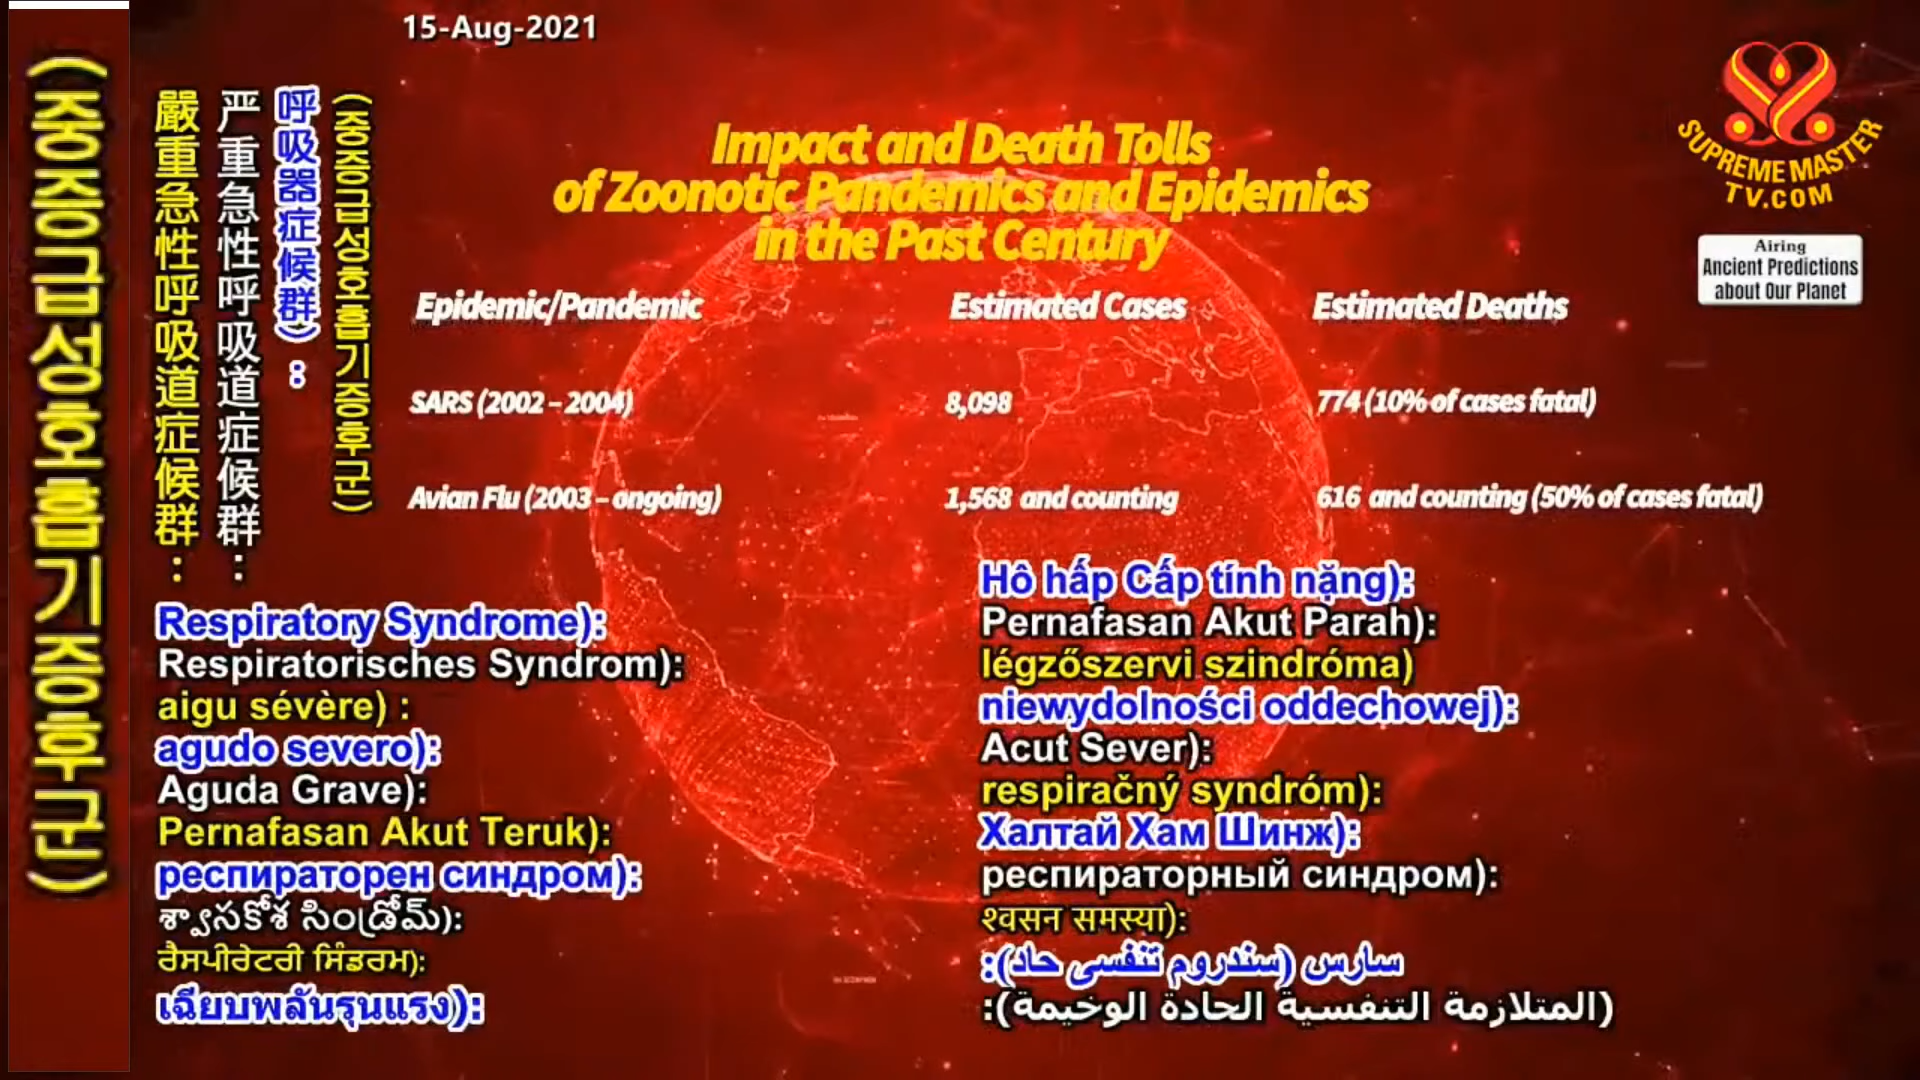 15-Aug-2021
SUPREME MASTER
TV.COM
Airing
Ancient Predictions
about Our Planet
Impact and Death Tolls
of Zoonotic Pandemics and Epidemics
in the Past Century
Epidemic/Pandemic Estimated Cases Estimated Deaths
SARS (2002 – 2004) 8,098 774 (10% of cases fatal)
Avian Flu (2003 – ongoing) 1,568 and counting 616 and counting (50% of cases fatal)
(중증급성호흡기증후군)
嚴重急性呼吸道症候群：
严重急性呼吸道症候群：
呼吸器症候群)：
(중증급성호흡기증후군)
Respiratory Syndrome):
Respiratorisches Syndrom):
aigu sévère) :
agudo severo):
Aguda Grave):
Pernafasan Akut Teruk):
респираторен синдром):
శ్వాసకోశ సిండ్రోమ్):
ਰੈਸਪੀਰੇਟਰੀ ਸਿੰਡਰਮ):
เฉียบพลันรุนแรง):
Hô hấp Cấp tính nặng):
Pernafasan Akut Parah):
légzőszervi szindróma)
niewydolności oddechowej):
Acut Sever):
respiračný syndróm):
Халтай Хам Шинж):
респираторный синдром):
श्वसन समस्या):
سارس (سندروم تنفسی حاد):
(المتلازمة التنفسية الحادة الوخيمة):